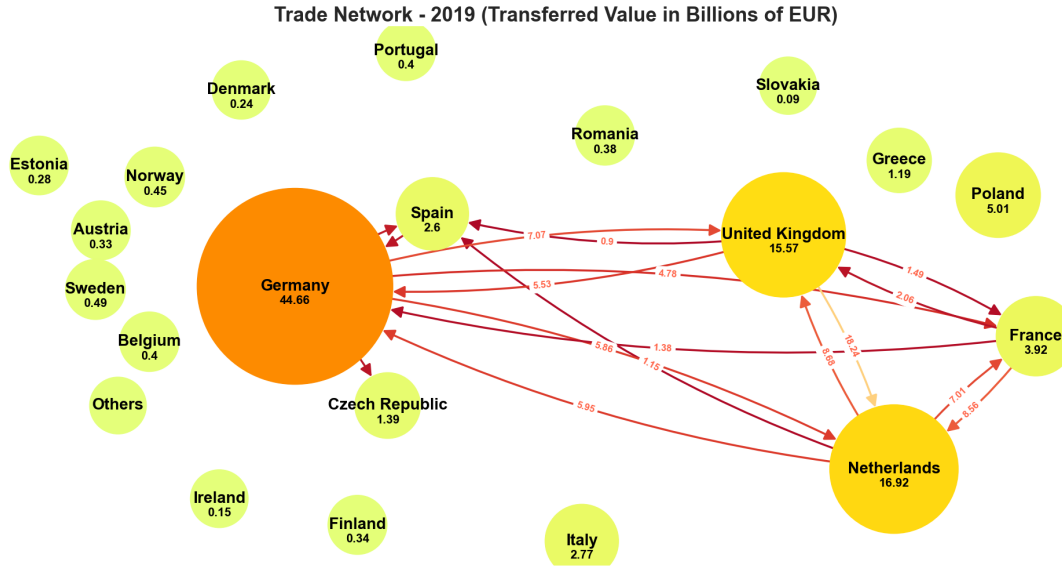 Trade Network - 2019 (Transferred Value in Billions of EUR)
Portugal
0.4
Denmark
0.24
Slovakia
0.09
Romania
0.38
Estonia
0.28
Norway
0.45
Greece
1.19
Poland
5.01
Austria
0.33
Spain
2.6
United Kingdom
15.57
7.07
0.9
Sweden
0.49
Germany
44.66
5.53
4.78
1.49
2.06
Belgium
0.4
France
3.92
5.86
1.15
1.38
8.68
18.24
Others
Czech Republic
1.39
5.95
7.01
8.56
Netherlands
16.92
Ireland
0.15
Finland
0.34
Italy
2.77